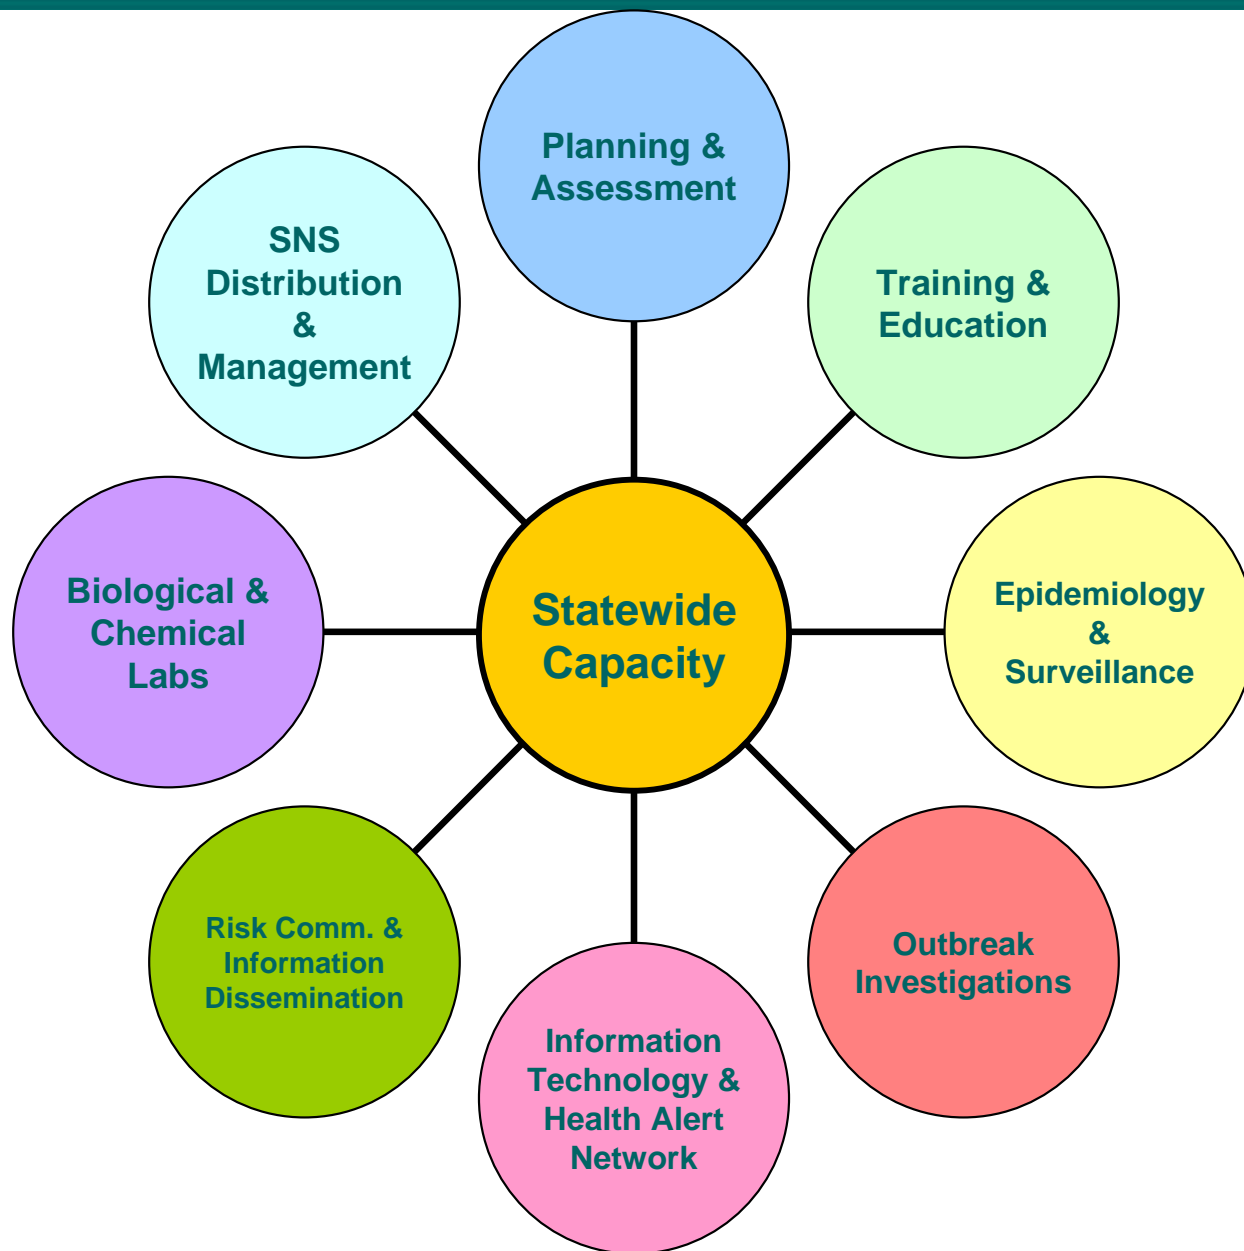 Planning &
Assessment
SNS
Distribution
&
Management
Training &
Education
Biological &
Chemical
Labs
Statewide
Capacity
Epidemiology
&
Surveillance
Risk Comm. &
Information
Dissemination
Outbreak
Investigations
Information
Technology &
Health Alert
Network